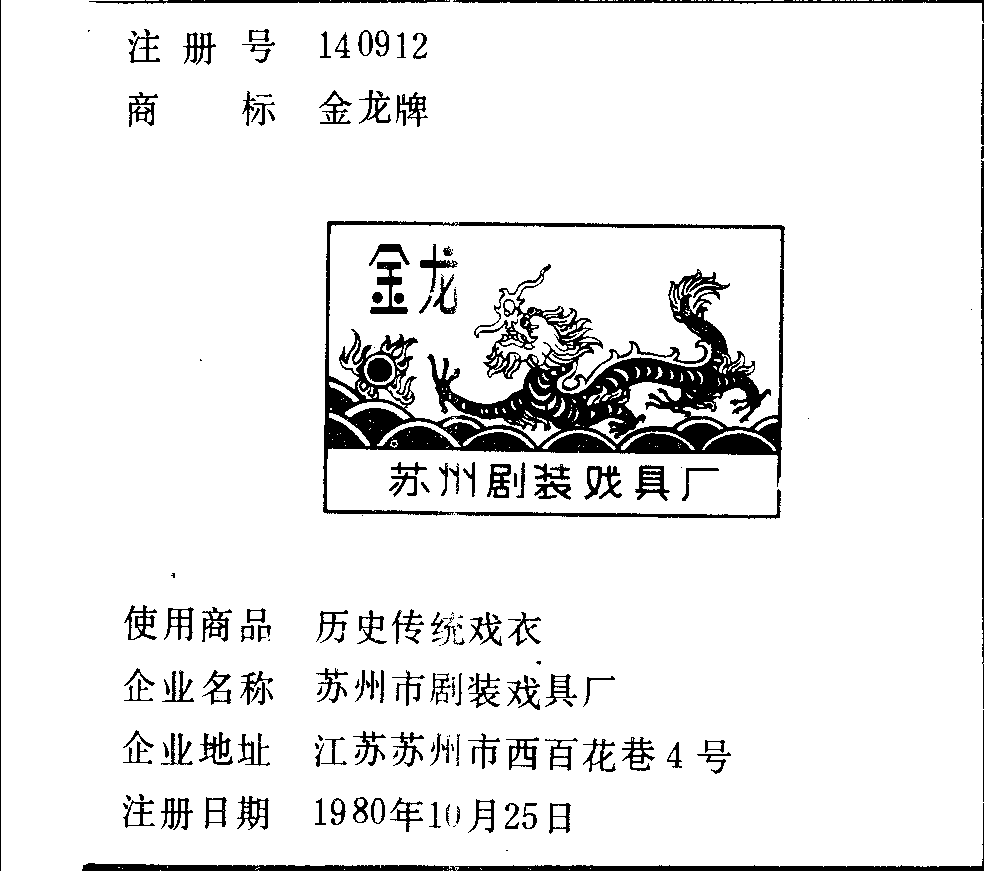 注册号 140912
商标 金龙牌
金龙
苏州剧装戏具厂
使用商品 历史传统戏衣
企业名称 苏州市剧装戏具厂
企业地址 江苏苏州市西百花巷4号
注册日期 1980年10月25日